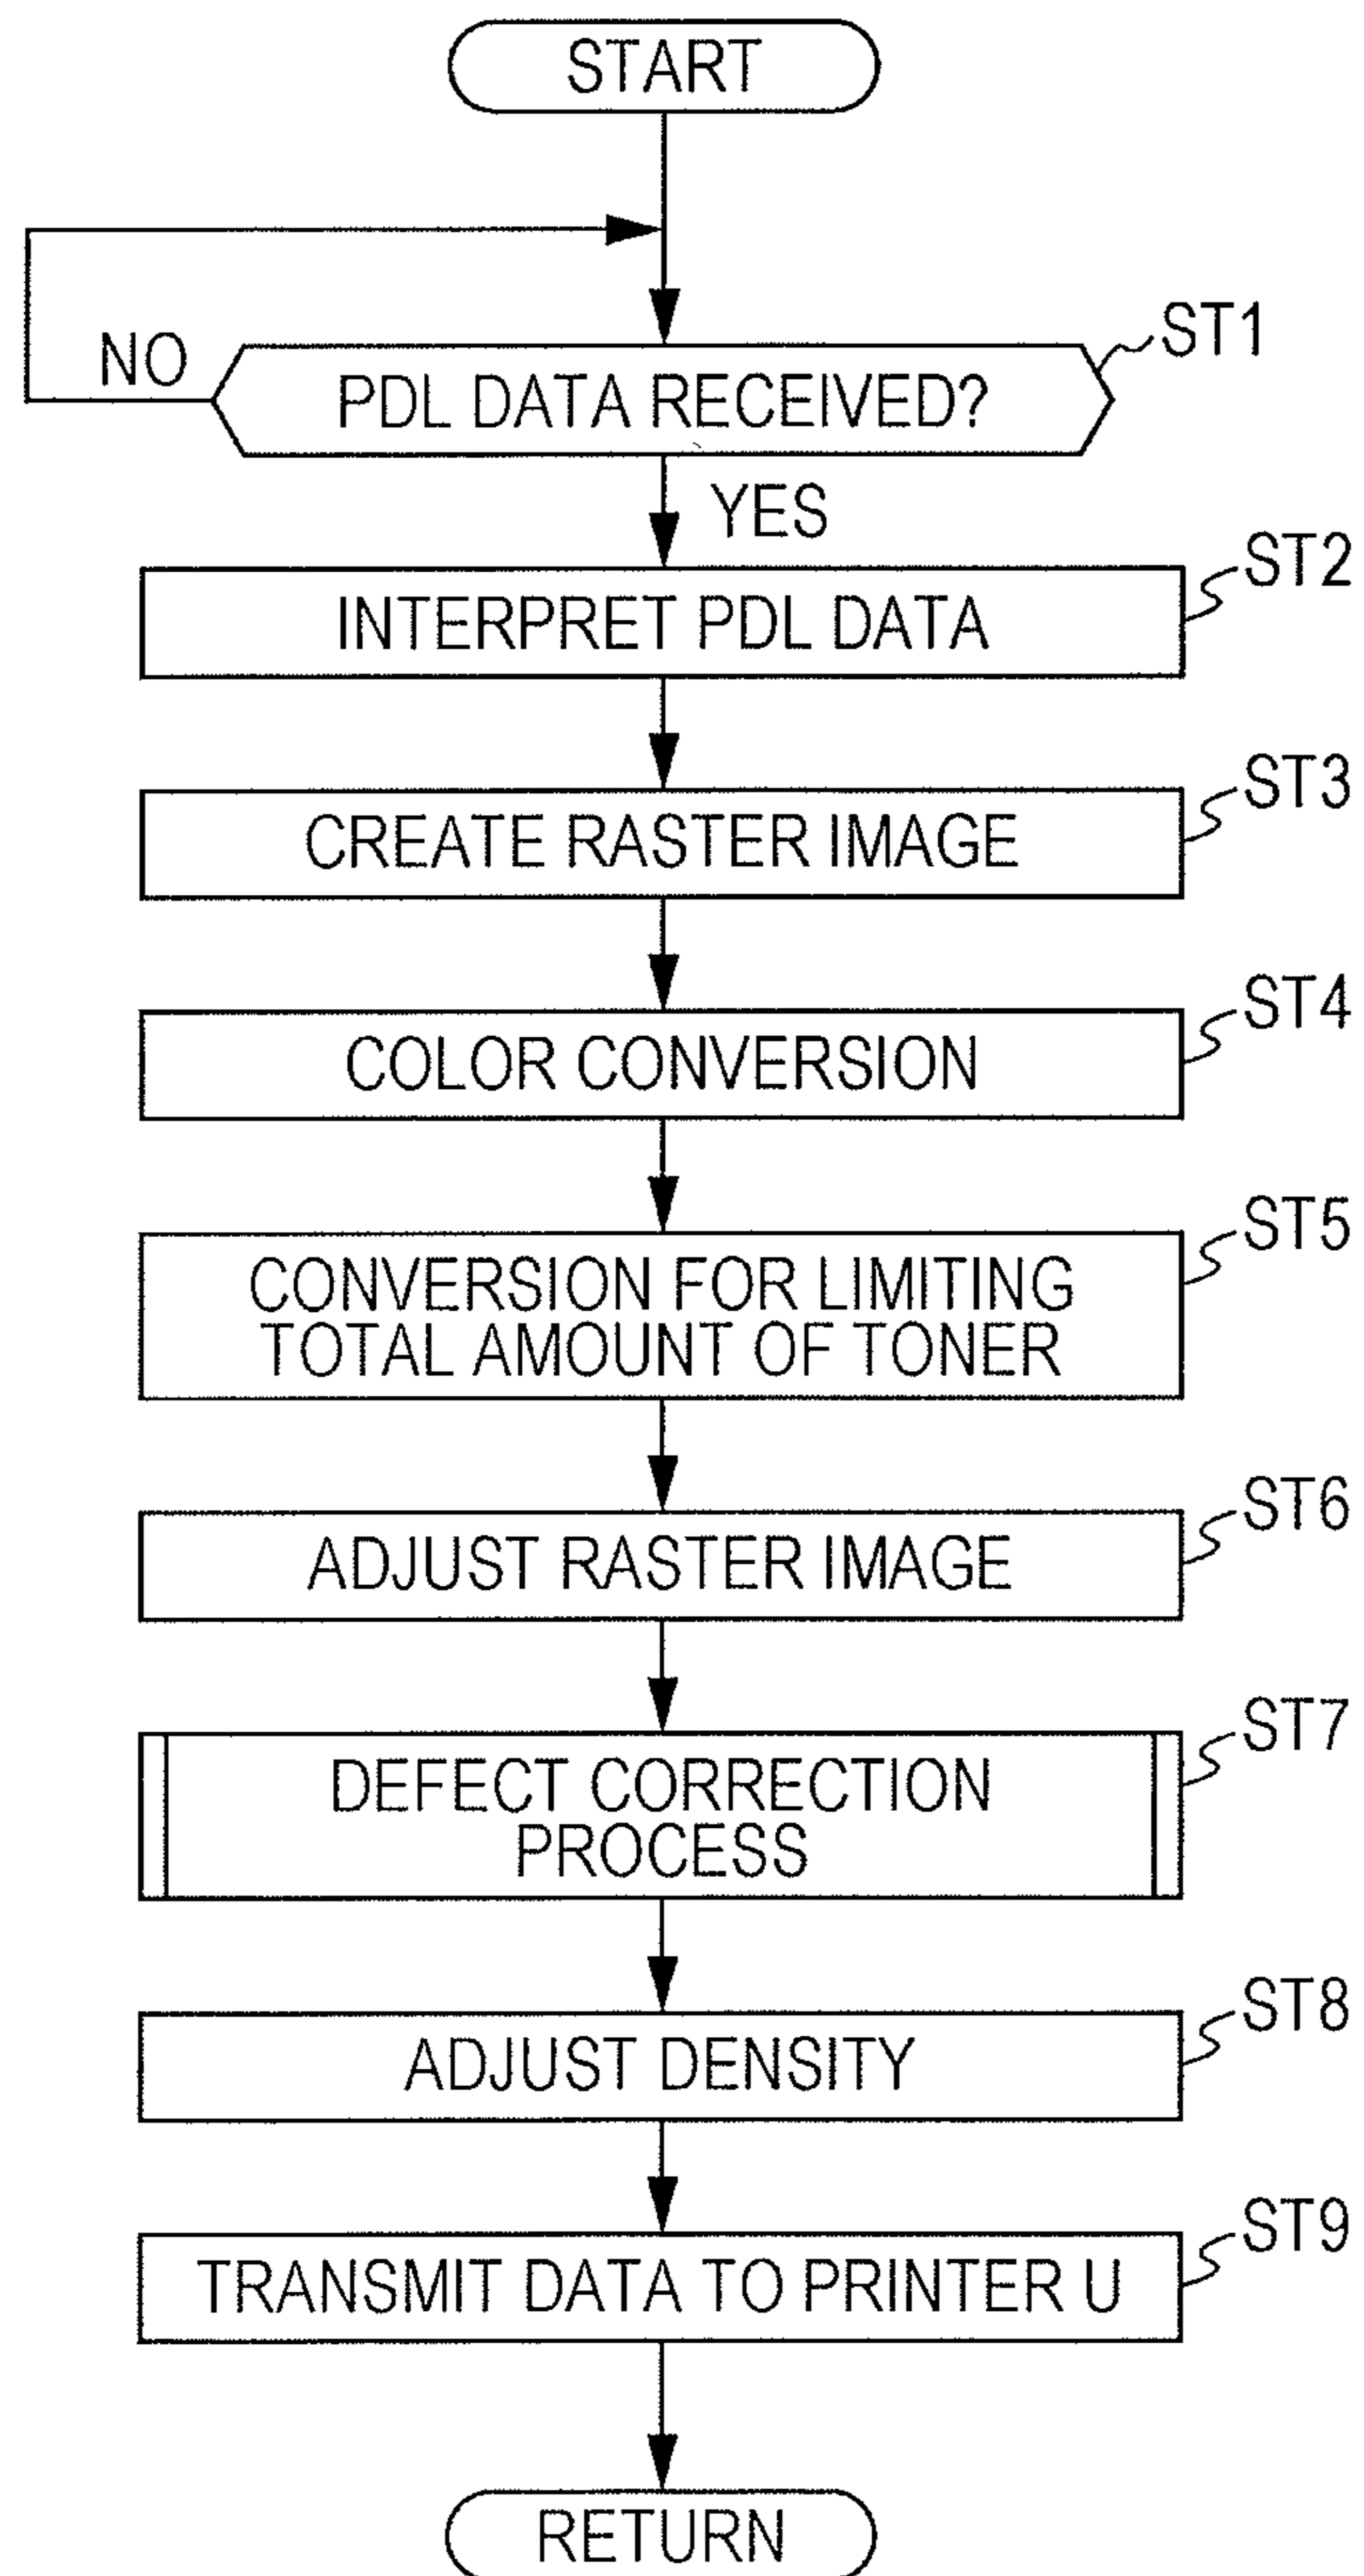 START
ST1
NO
PDL DATA RECEIVED?
YES
ST2
INTERPRET PDL DATA
ST3
CREATE RASTER IMAGE
ST4
COLOR CONVERSION
ST5
CONVERSION FOR LIMITING
TOTAL AMOUNT OF TONER
ST6
ADJUST RASTER IMAGE
ST7
DEFECT CORRECTION
PROCESS
ST8
ADJUST DENSITY
ST9
TRANSMIT DATA TO PRINTER U
RETURN